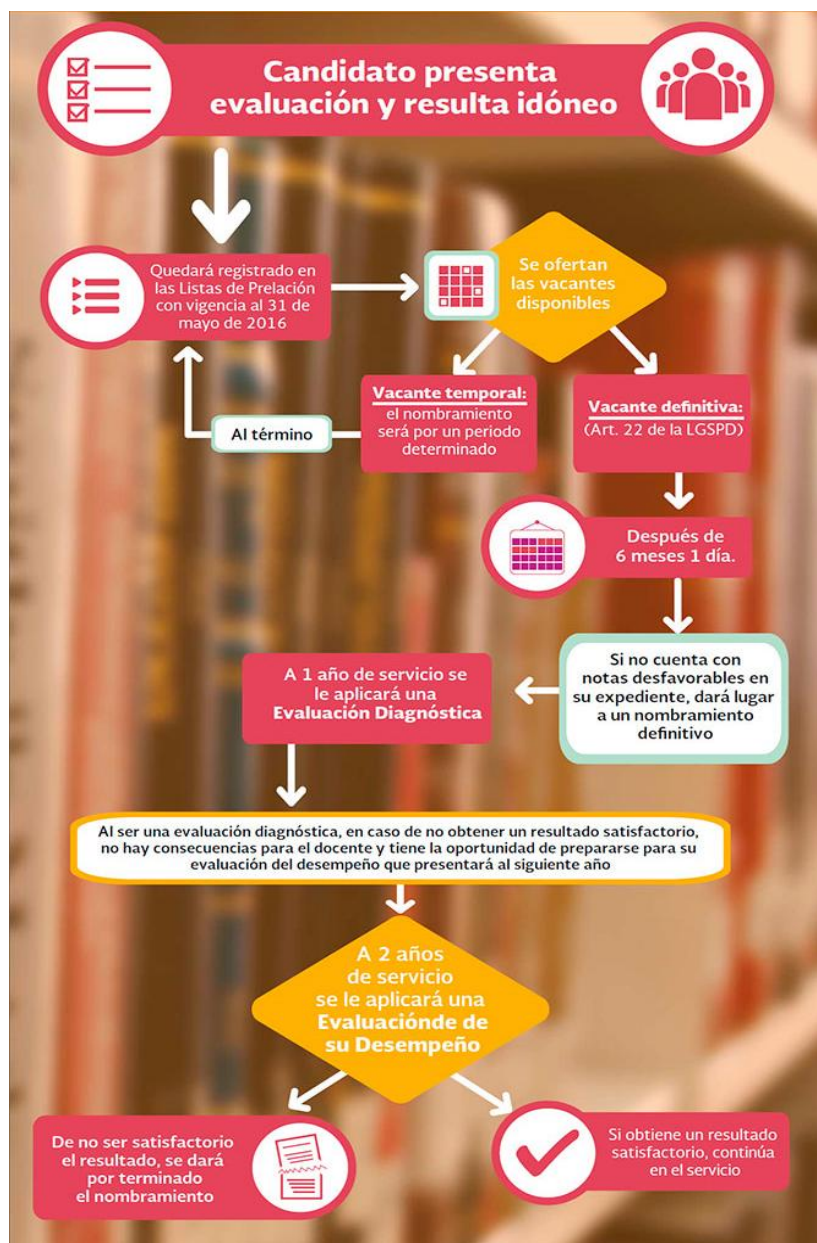 Candidato presenta
evaluación y resulta idóneo
Quedará registrado en
las Listas de Prelación
con vigencia al 31 de
mayo de 2016
Se ofertan
las vacantes
disponibles
Vacante temporal:
el nombramiento
será por un periodo
determinado
Al término
Vacante definitiva:
(Art. 22 de la LGSPD)
Después de
6 meses 1 día.
Si no cuenta con
notas desfavorables en
su expediente, dará lugar
a un nombramiento
definitivo
A 1 año de servicio se
le aplicará una
Evaluación Diagnóstica
Al ser una evaluación diagnóstica, en caso de no obtener un resultado satisfactorio,
no hay consecuencias para el docente y tiene la oportunidad de prepararse para su
evaluación del desempeño que presentará al siguiente año
A 2 años
de servicio
se le aplicará una
Evaluaciónde de
su Desempeño
De no ser satisfactorio
el resultado, se dará
por terminado
el nombramiento
Si obtiene un resultado
satisfactorio, continúa
en el servicio